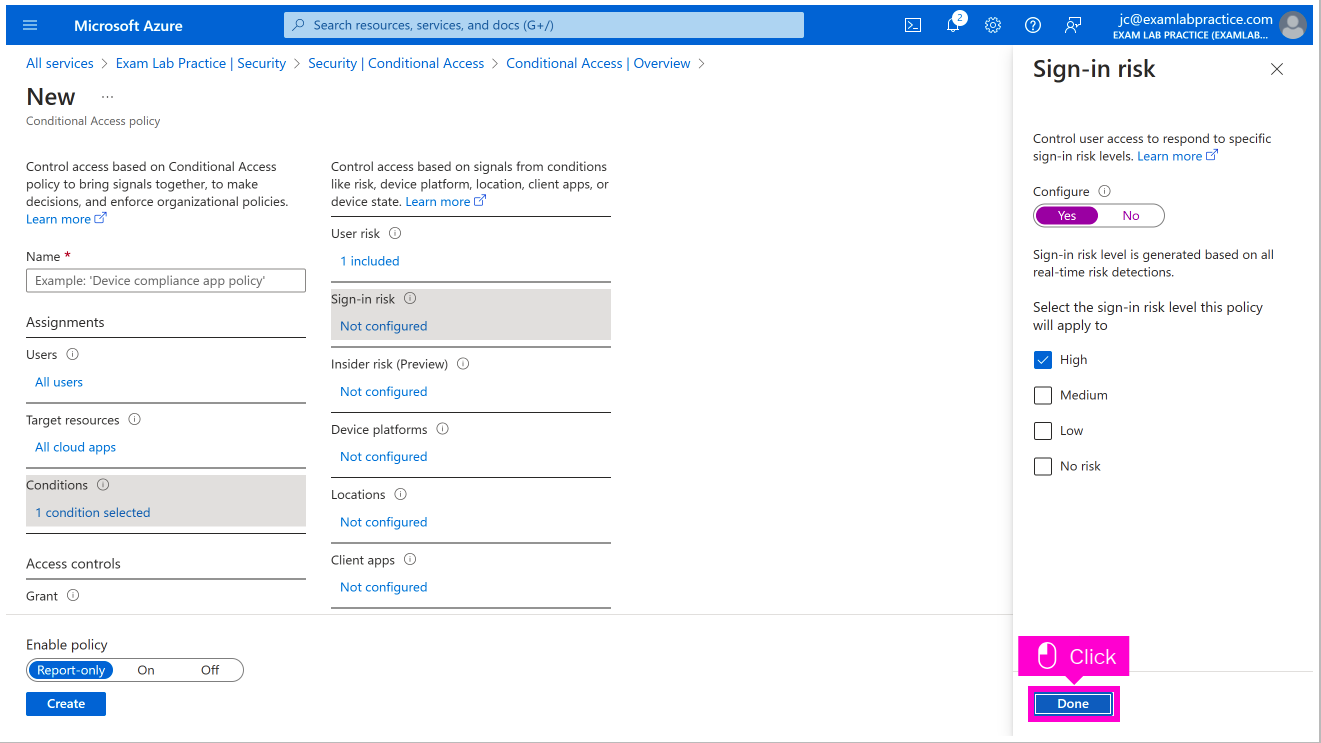 Microsoft Azure
Search resources, services, and docs (G+/)
2
jc@examlabpractice.com
EXAM LAB PRACTICE (EXAMLAB...
All services > Exam Lab Practice | Security > Security | Conditional Access > Conditional Access | Overview >
New ...
Conditional Access policy
Control access based on Conditional Access
policy to bring signals together, to make
decisions, and enforce organizational policies.
Learn more
Name *
Example: 'Device compliance app policy'
Assignments
Users
All users
Target resources
All cloud apps
Conditions
1 condition selected
Access controls
Grant
Control access based on signals from conditions
like risk, device platform, location, client apps, or
device state. Learn more
User risk
1 included
Sign-in risk
Not configured
Insider risk (Preview)
Not configured
Device platforms
Not configured
Locations
Not configured
Client apps
Not configured
Enable policy
Report-only On Off
Create
Sign-in risk
Control user access to respond to specific
sign-in risk levels. Learn more
Configure
Yes No
Sign-in risk level is generated based on all
real-time risk detections.
Select the sign-in risk level this policy
will apply to
High
Medium
Low
No risk
Click
Done